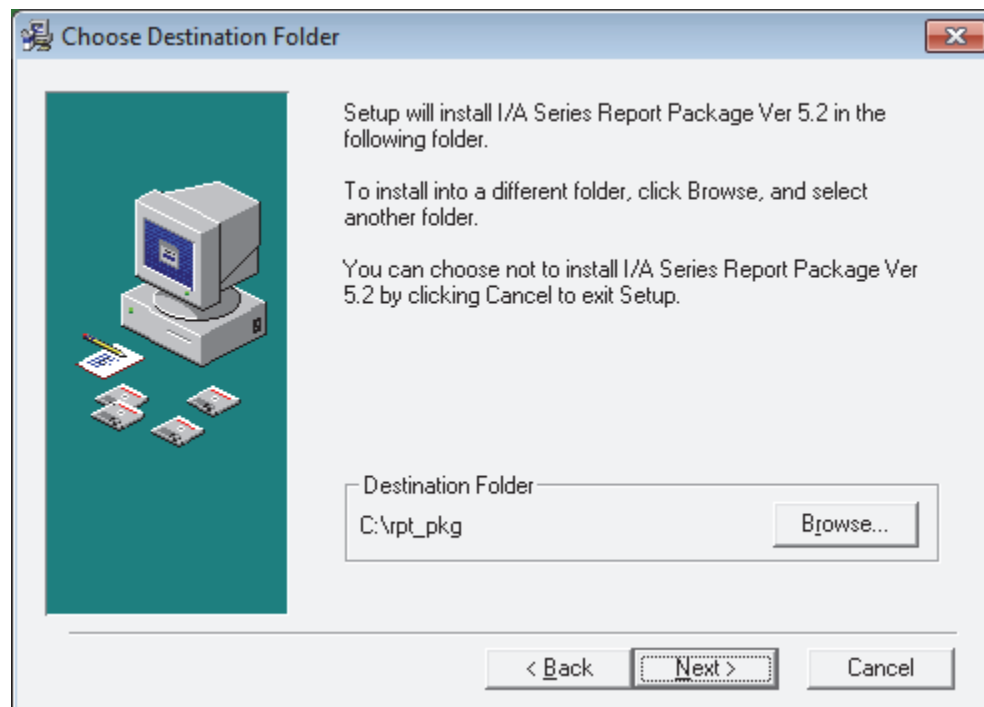 Choose Destination Folder
Setup will install I/A Series Report Package Ver 5.2 in the
following folder.
To install into a different folder, click Browse, and select
another folder.
You can choose not to install I/A Series Report Package Ver
5.2 by clicking Cancel to exit Setup.
Destination Folder
C:\rpt_pkg
Browse...
< Back
Next >
Cancel